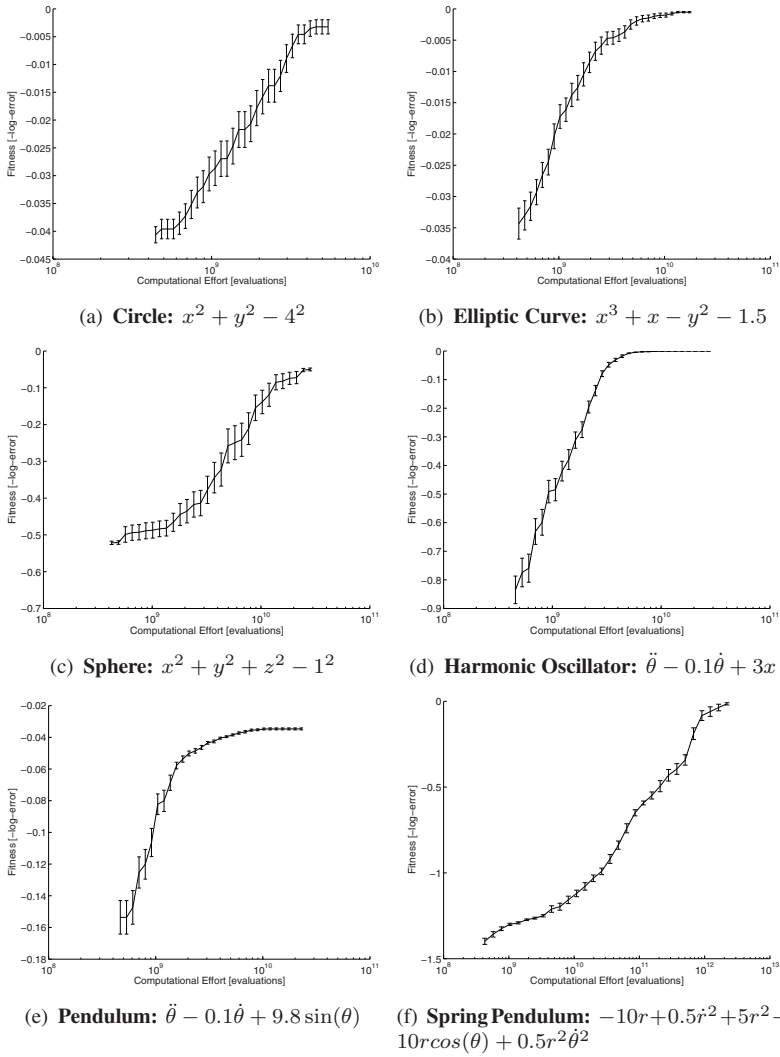 0
−0.005
−0.01
−0.015
−0.02
−0.025
−0.03
−0.035
−0.04
−0.045
Fitness [−log−error]
10^8 10^9 10^10
Computational Effort [evaluations]
(a) Circle: x^2 + y^2 − 4^2
0
−0.005
−0.01
−0.015
−0.02
−0.025
−0.03
−0.035
−0.04
Fitness [−log−error]
10^8 10^9 10^10 10^11
Computational Effort [evaluations]
(b) Elliptic Curve: x^3 + x − y^2 − 1.5
0
−0.1
−0.2
−0.3
−0.4
−0.5
−0.6
−0.7
Fitness [−log−error]
10^8 10^9 10^10 10^11
Computational Effort [evaluations]
(c) Sphere: x^2 + y^2 + z^2 − 1^2
0
−0.1
−0.2
−0.3
−0.4
−0.5
−0.6
−0.7
−0.8
−0.9
Fitness [−log−error]
10^8 10^9 10^10 10^11
Computational Effort [evaluations]
(d) Harmonic Oscillator: θ̈ − 0.1θ̇ + 3x
−0.02
−0.04
−0.06
−0.08
−0.1
−0.12
−0.14
−0.16
−0.18
Fitness [−log−error]
10^8 10^9 10^10 10^11
Computational Effort [evaluations]
(e) Pendulum: θ̈ − 0.1θ̇ + 9.8 sin(θ)
0
−0.5
−1
−1.5
Fitness [−log−error]
10^8 10^9 10^10 10^11 10^12 10^13
Computational Effort [evaluations]
(f) Spring Pendulum: −10r+0.5ṙ^2+5r^2−
10rcos(θ) + 0.5r^2θ̇^2